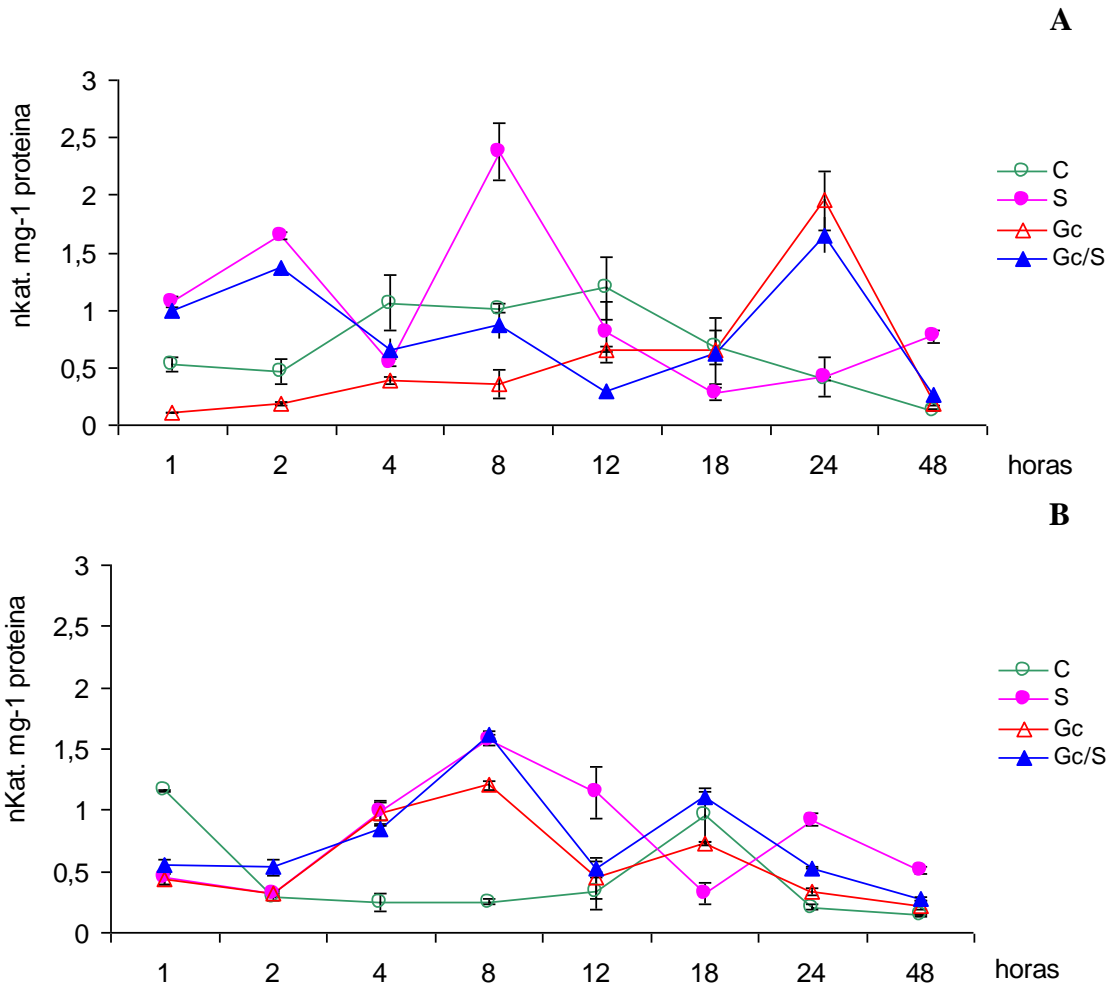 A
nkat. mg-1 proteina
3
2,5
2
1,5
1
0,5
0
1 2 4 8 12 18 24 48 horas
C
S
Gc
Gc/S
B
nKat. mg-1 proteina
3
2,5
2
1,5
1
0,5
0
1 2 4 8 12 18 24 48 horas
C
S
Gc
Gc/S